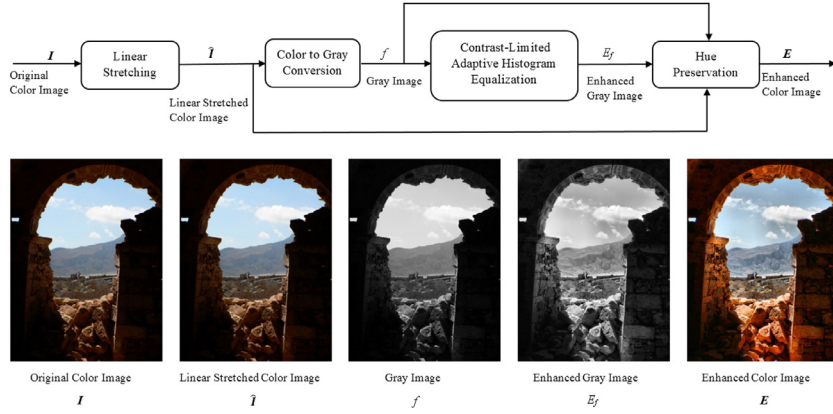 I
Original
Color Image
Linear
Stretching
Î
Linear Stretched
Color Image
Color to Gray
Conversion
f
Gray Image
Contrast-Limited
Adaptive Histogram
Equalization
E_f
Enhanced
Gray Image
Hue
Preservation
E
Enhanced
Color Image
Original Color Image
Linear Stretched Color Image
Gray Image
Enhanced Gray Image
Enhanced Color Image
I
Î
f
E_f
E